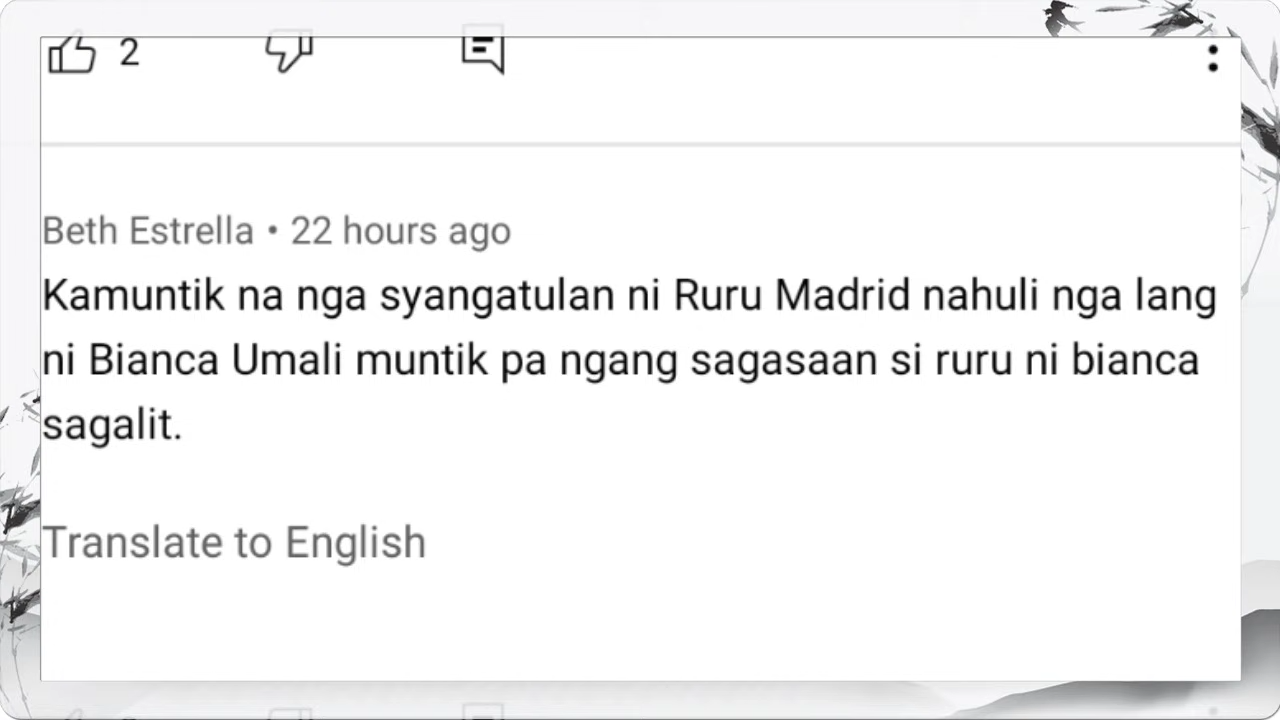 2
Beth Estrella • 22 hours ago
Kamuntik na nga syangatulan ni Ruru Madrid nahuli nga lang
ni Bianca Umali muntik pa ngang sagasaan si ruru ni bianca
sagalit.
Translate to English